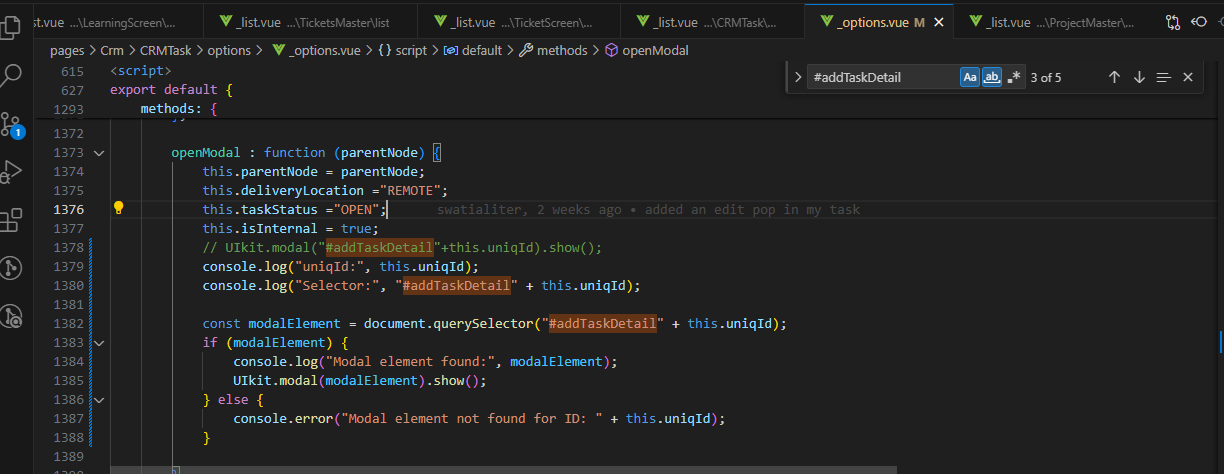 _list.vue ...\LearningScreen\...
_list.vue ...\TicketsMaster\list
_list.vue ...\TicketScreen\...
_list.vue ...\CRMTask\...
_options.vue M
_list.vue ...\ProjectMaster\...
pages > Crm > CRMTask > options > _options.vue > {} script > default > methods > openModal
#addTaskDetail Aa ab .* 3 of 5
1
615 <script>
627 export default {
1293 methods: {
1372
1373 openModal : function (parentNode) {
1374 this.parentNode = parentNode;
1375 this.deliveryLocation ="REMOTE";
1376 this.taskStatus ="OPEN"; swatialiter, 2 weeks ago • added an edit pop in my task
1377 this.isInternal = true;
1378 // UIkit.modal("#addTaskDetail"+this.uniqId).show();
1379 console.log("uniqId:", this.uniqId);
1380 console.log("Selector:", "#addTaskDetail" + this.uniqId);
1381
1382 const modalElement = document.querySelector("#addTaskDetail" + this.uniqId);
1383 if (modalElement) {
1384 console.log("Modal element found:", modalElement);
1385 UIkit.modal(modalElement).show();
1386 } else {
1387 console.error("Modal element not found for ID: " + this.uniqId);
1388 }